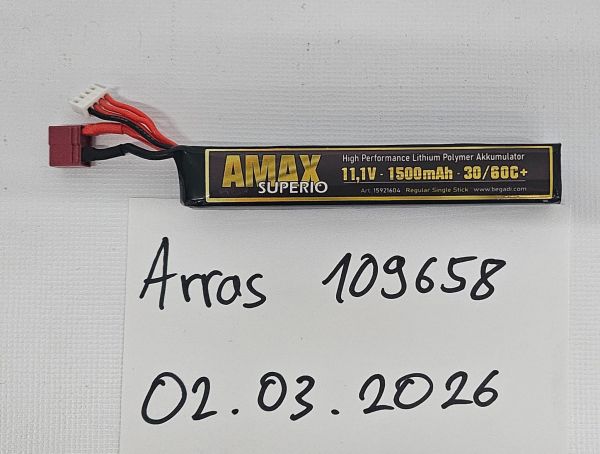 AMAX
SUPERIO
High Performance Lithium Polymer Akkumulator
11,1V · 1500mAh · 30/60C+
Art. 15921604 Regular Single Stick www.begadi.com
Arras 109658
02.03.2026